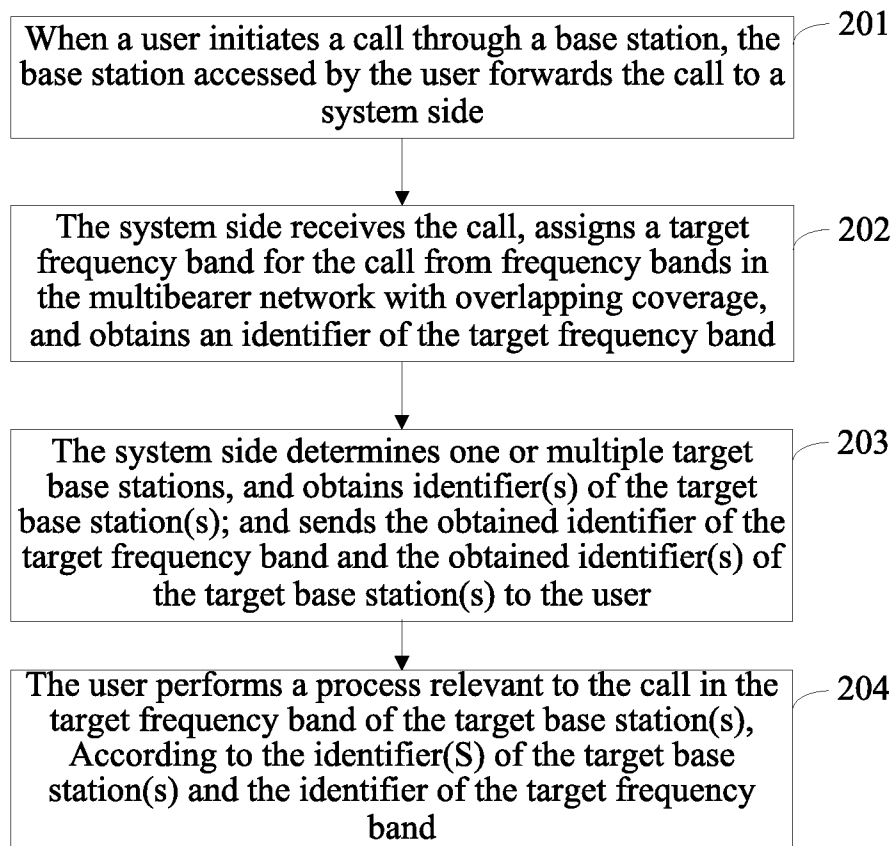 When a user initiates a call through a base station, the
base station accessed by the user forwards the call to a
system side
201
The system side receives the call, assigns a target
frequency band for the call from frequency bands in
the multibearer network with overlapping coverage,
and obtains an identifier of the target frequency band
202
The system side determines one or multiple target
base stations, and obtains identifier(s) of the target
base station(s); and sends the obtained identifier of the
target frequency band and the obtained identifier(s) of
the target base station(s) to the user
203
The user performs a process relevant to the call in the
target frequency band of the target base station(s),
According to the identifier(S) of the target base
station(s) and the identifier of the target frequency
band
204